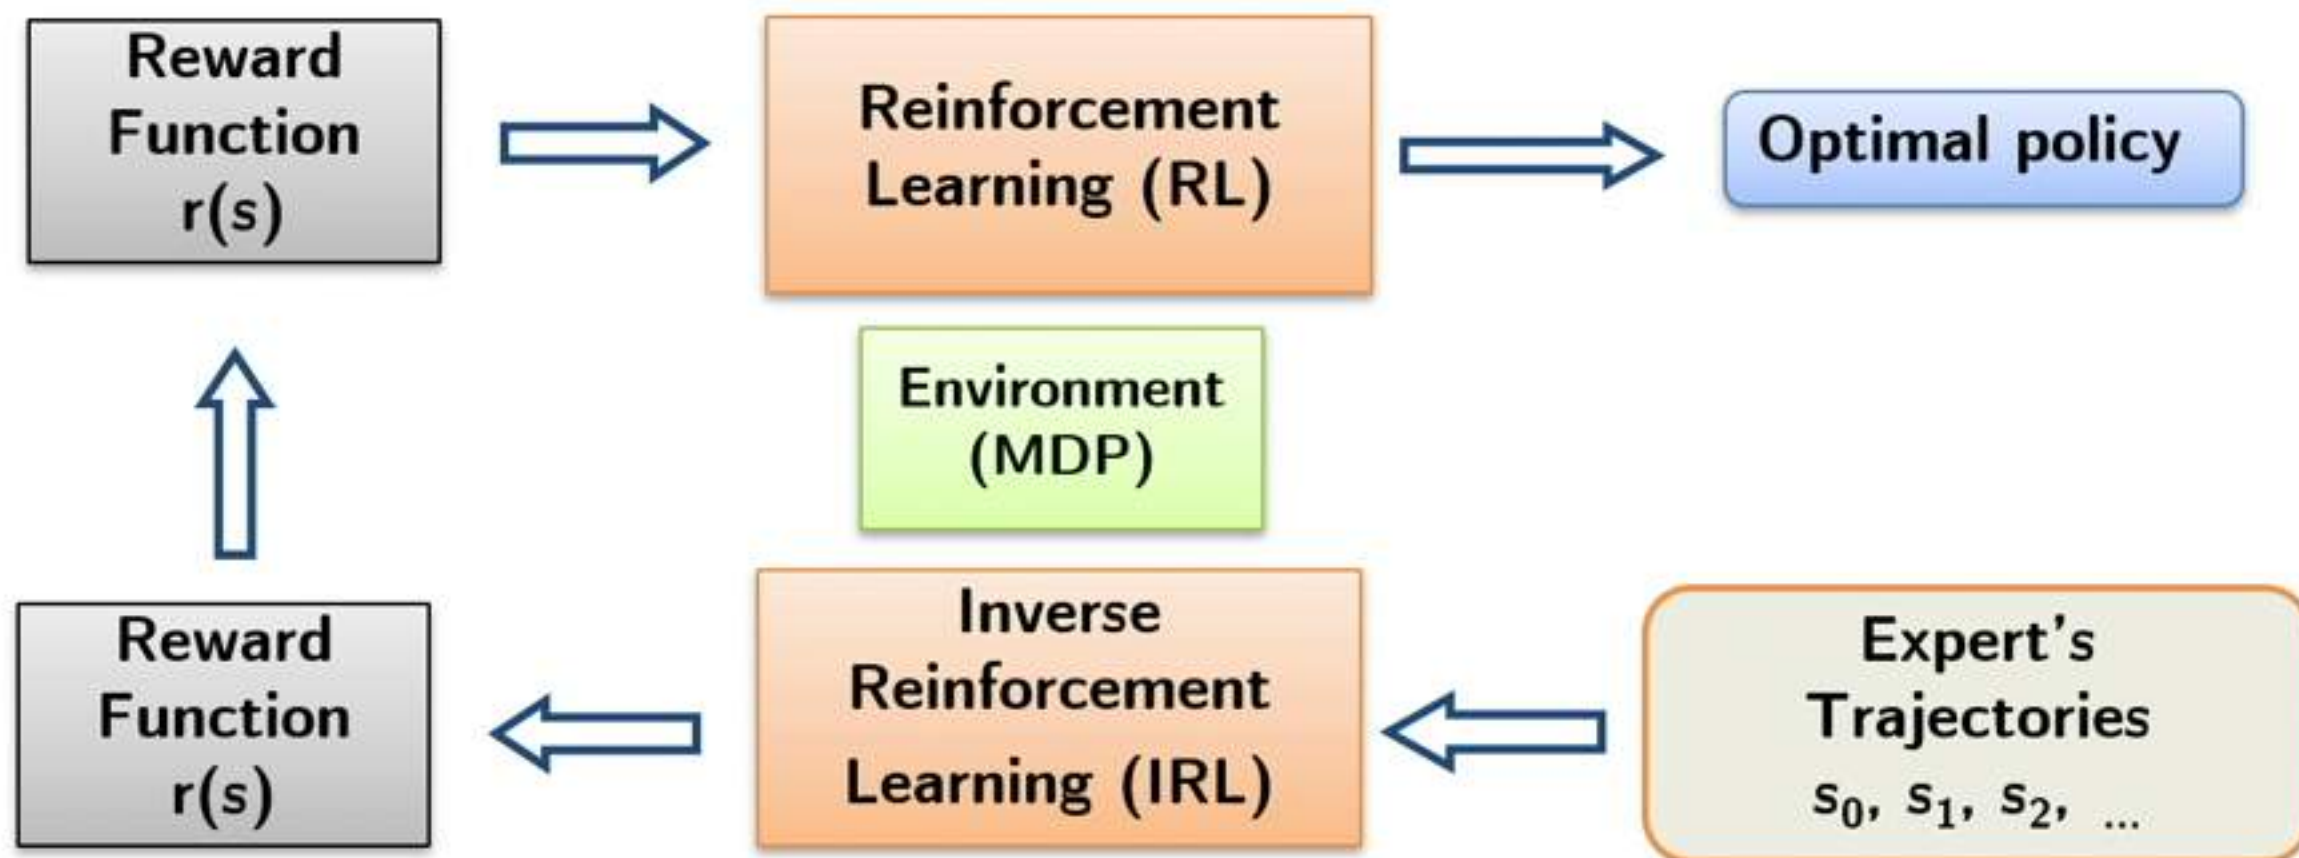 Reward
Function
r(s)
Reinforcement
Learning (RL)
Optimal policy
Environment
(MDP)
Reward
Function
r(s)
Inverse
Reinforcement
Learning (IRL)
Expert's
Trajectories
s₀, s₁, s₂, ...